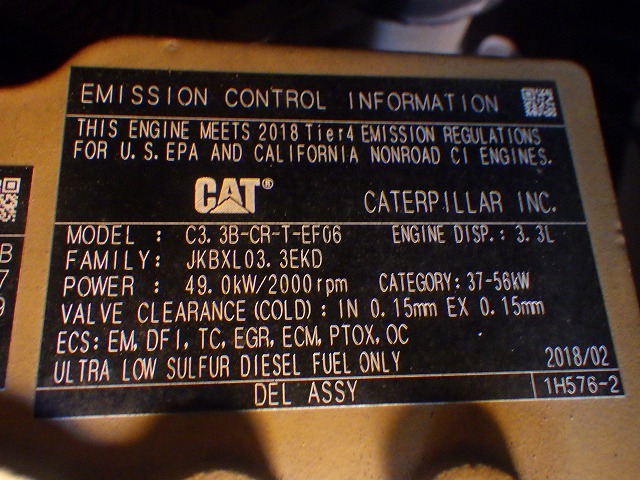 EMISSION CONTROL INFORMATION
THIS ENGINE MEETS 2018 Tier4 EMISSION REGULATIONS
FOR U.S. EPA AND CALIFORNIA NONROAD CI ENGINES.
CAT® CATERPILLAR INC.
MODEL : C3.3B-CR-T-EF06 ENGINE DISP.: 3.3L
FAMILY: JKBXL03.3EKD
POWER : 49.0kW/2000rpm CATEGORY: 37-56kW
VALVE CLEARANCE(COLD): IN 0.15mm EX 0.15mm
ECS: EM, DFI, TC, EGR, ECM, PTOX, OC
ULTRA LOW SULFUR DIESEL FUEL ONLY 2018/02
DEL ASSY 1H576-2
B
7
9